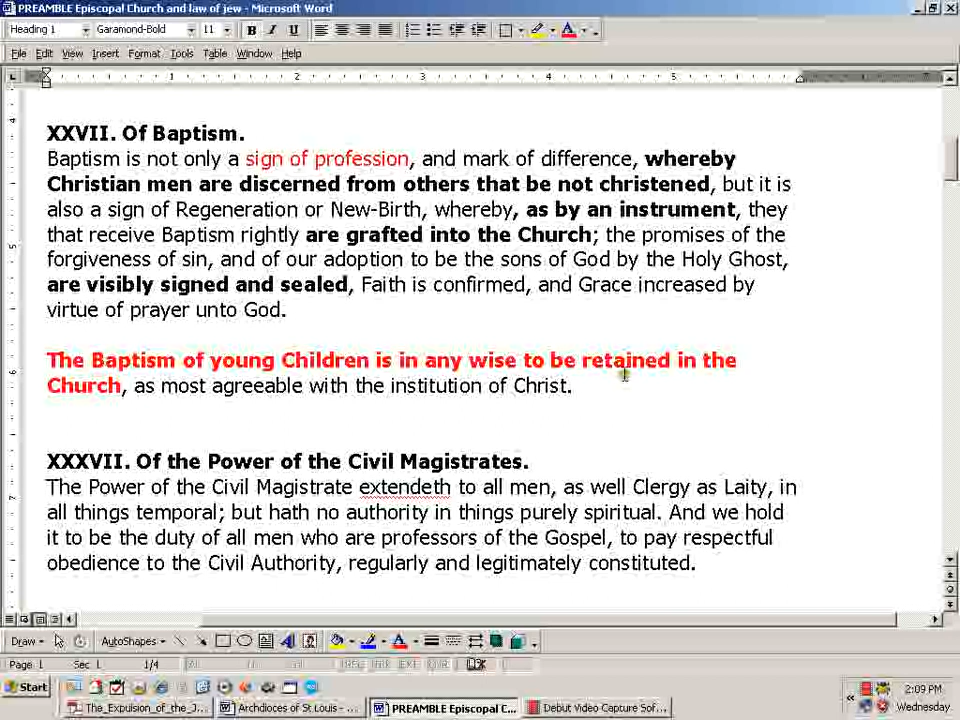 PREAMBLE Episcopal Church and law of jew - Microsoft Word
Heading 1 Garamond-Bold 11 B I U
File Edit View Insert Format Tools Table Window Help
1 2 3 4 5
XXVII. Of Baptism.
Baptism is not only a sign of profession, and mark of difference, whereby
Christian men are discerned from others that be not christened, but it is
also a sign of Regeneration or New-Birth, whereby, as by an instrument, they
that receive Baptism rightly are grafted into the Church; the promises of the
forgiveness of sin, and of our adoption to be the sons of God by the Holy Ghost,
are visibly signed and sealed, Faith is confirmed, and Grace increased by
virtue of prayer unto God.
The Baptism of young Children is in any wise to be retained in the
Church, as most agreeable with the institution of Christ.
XXXVII. Of the Power of the Civil Magistrates.
The Power of the Civil Magistrate extendeth to all men, as well Clergy as Laity, in
all things temporal; but hath no authority in things purely spiritual. And we hold
it to be the duty of all men who are professors of the Gospel, to pay respectful
obedience to the Civil Authority, regularly and legitimately constituted.
Draw AutoShapes
Page 1 Sec 1 1/4
Start
The_Expulsion_of_the_J... Archdioces of St Louis - ... PREAMBLE Episcopal C... Debut Video Capture Sof...
2:09 PM
Wednesday